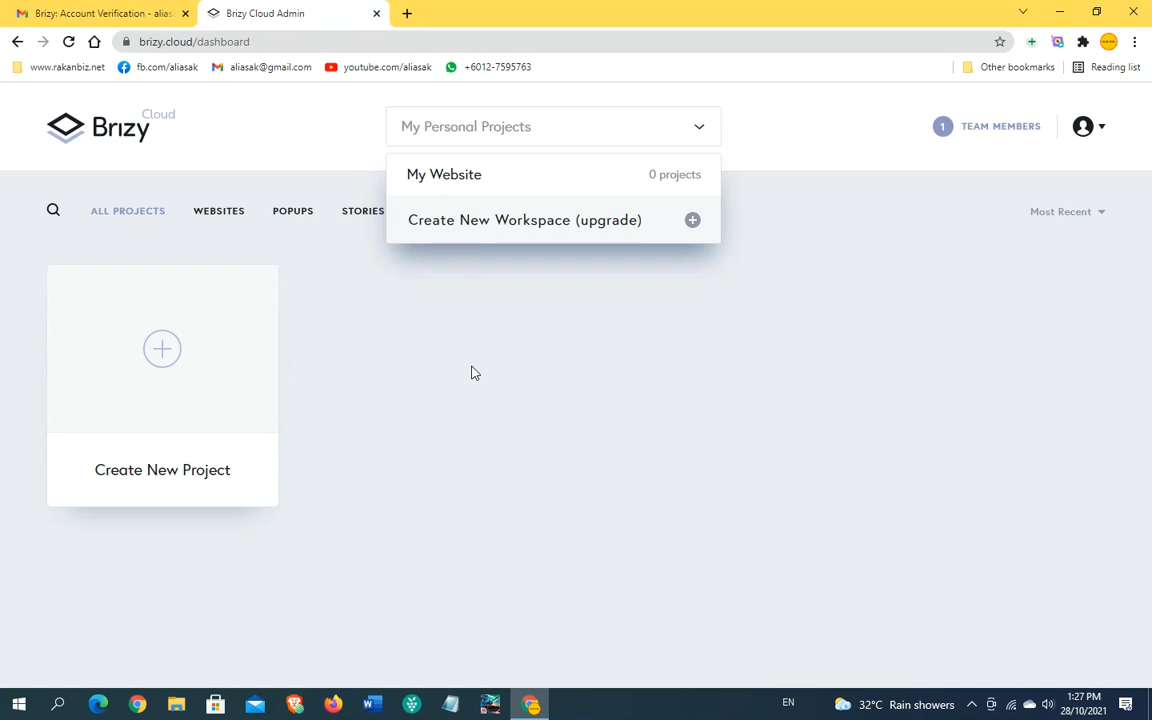 Brizy: Account Verification - alias
Brizy Cloud Admin
brizy.cloud/dashboard
www.rakanbiz.net
fb.com/aliasak
aliasak@gmail.com
youtube.com/aliasak
+6012-7595763
Other bookmarks
Reading list
Brizy Cloud
My Personal Projects
1 TEAM MEMBERS
My Website 0 projects
ALL PROJECTS WEBSITES POPUPS STORIES
Create New Workspace (upgrade)
Most Recent
Create New Project
EN
32°C Rain showers
1:27 PM
28/10/2021